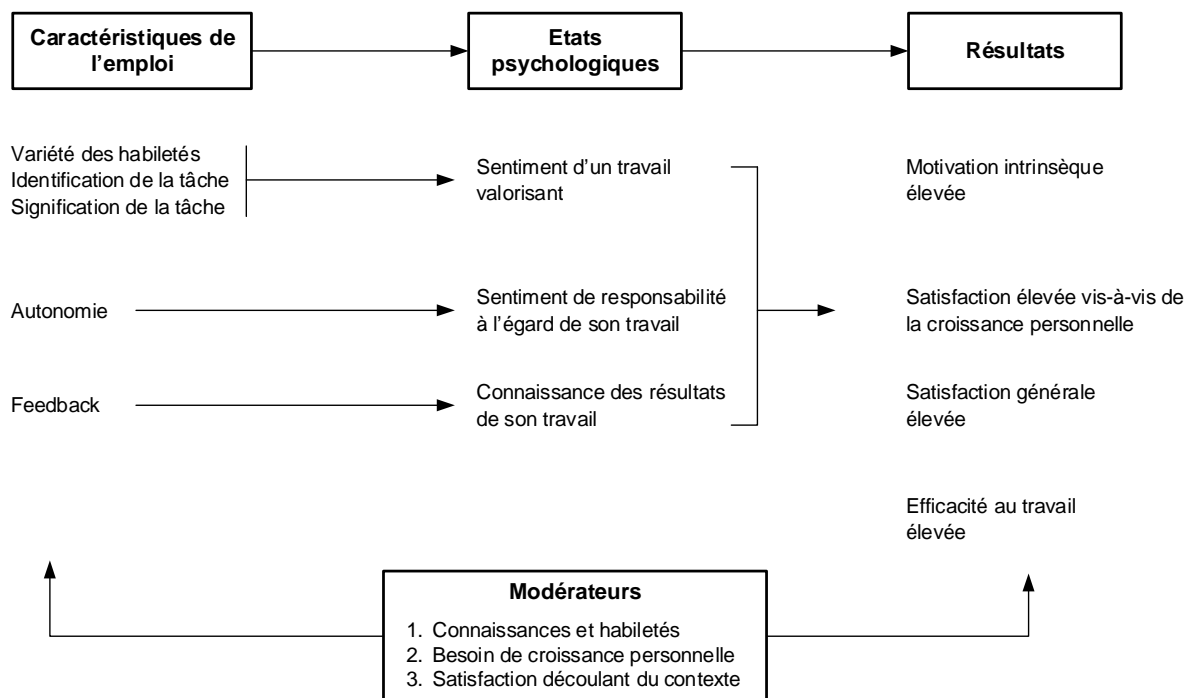 Caractéristiques de
l'emploi
Etats
psychologiques
Résultats
Variété des habiletés
Identification de la tâche
Signification de la tâche
Sentiment d'un travail
valorisant
Motivation intrinsèque
élevée
Autonomie
Sentiment de responsabilité
à l'égard de son travail
Satisfaction élevée vis-à-vis de
la croissance personnelle
Feedback
Connaissance des résultats
de son travail
Satisfaction générale
élevée
Efficacité au travail
élevée
Modérateurs
1. Connaissances et habiletés
2. Besoin de croissance personnelle
3. Satisfaction découlant du contexte